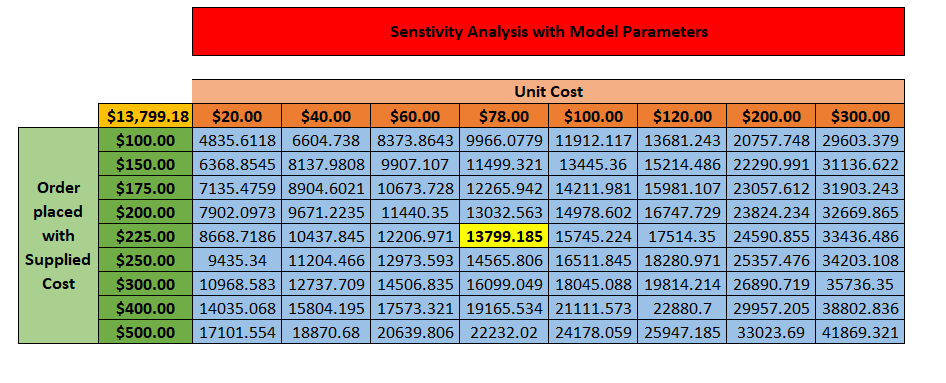 Senstivity Analysis with Model Parameters
Unit Cost
$13,799.18 $20.00 $40.00 $60.00 $78.00 $100.00 $120.00 $200.00 $300.00
Order placed with Supplied Cost
$100.00 4835.6118 6604.738 8373.8643 9966.0779 11912.117 13681.243 20757.748 29603.379
$150.00 6368.8545 8137.9808 9907.107 11499.321 13445.36 15214.486 22290.991 31136.622
$175.00 7135.4759 8904.6021 10673.728 12265.942 14211.981 15981.107 23057.612 31903.243
$200.00 7902.0973 9671.2235 11440.35 13032.563 14978.602 16747.729 23824.234 32669.865
$225.00 8668.7186 10437.845 12206.971 13799.185 15745.224 17514.35 24590.855 33436.486
$250.00 9435.34 11204.466 12973.593 14565.806 16511.845 18280.971 25357.476 34203.108
$300.00 10968.583 12737.709 14506.835 16099.049 18045.088 19814.214 26890.719 35736.35
$400.00 14035.068 15804.195 17573.321 19165.534 21111.573 22880.7 29957.205 38802.836
$500.00 17101.554 18870.68 20639.806 22232.02 24178.059 25947.185 33023.69 41869.321